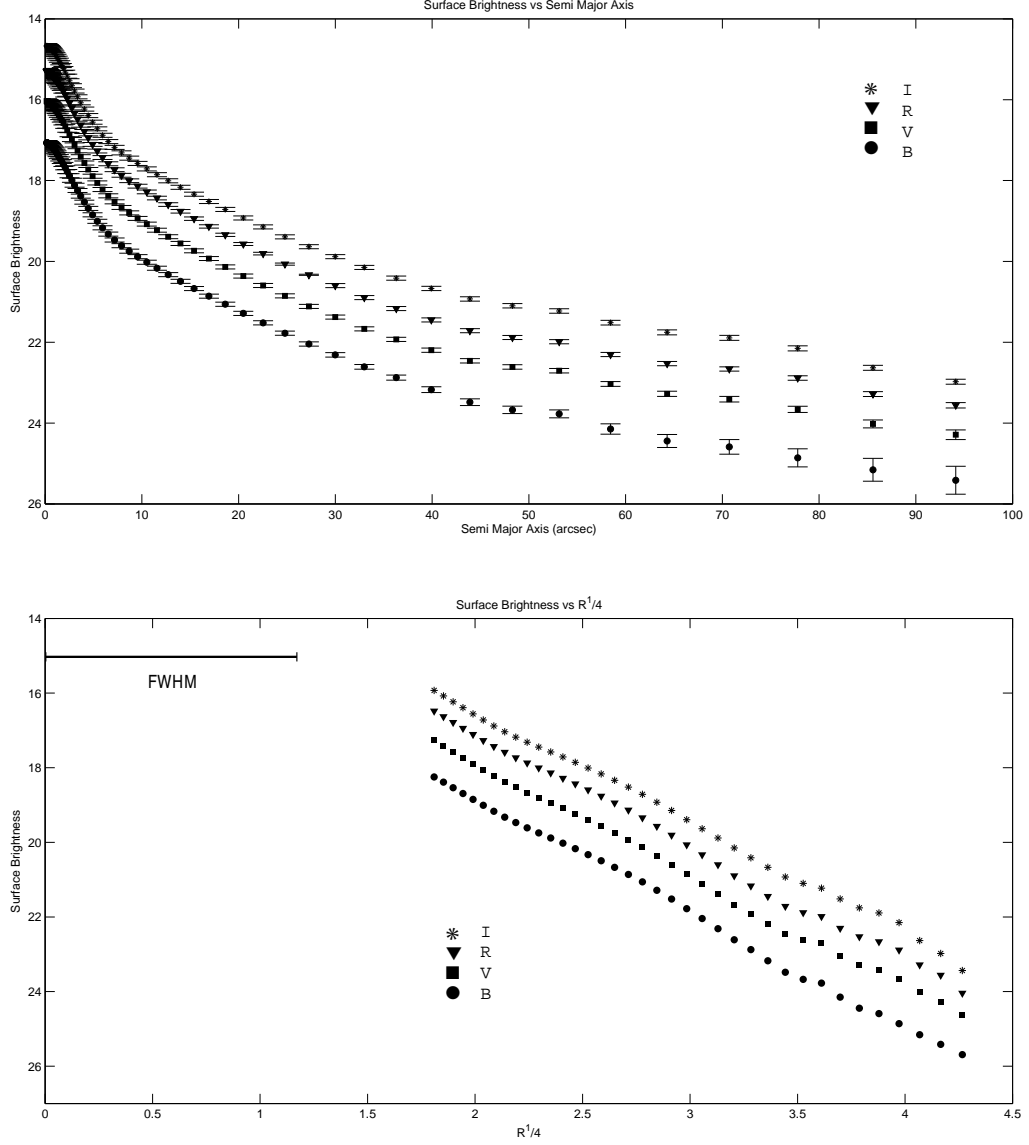 Surface Brightness vs Semi Major Axis
14
16
18
20
22
24
26
Surface Brightness
I
R
V
B
0
10
20
30
40
50
60
70
80
90
100
Semi Major Axis (arcsec)
Surface Brightness vs R^1/4
14
16
18
20
22
24
26
Surface Brightness
FWHM
I
R
V
B
0
0.5
1
1.5
2
2.5
3
3.5
4
4.5
R^1/4